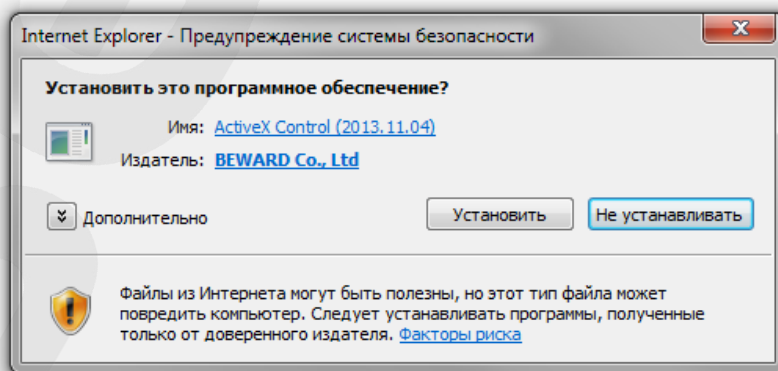 Internet Explorer - Предупреждение системы безопасности
Установить это программное обеспечение?
Имя: ActiveX Control (2013.11.04)
Издатель: BEWARD Co., Ltd
Дополнительно
Установить
Не устанавливать
Файлы из Интернета могут быть полезны, но этот тип файла может
повредить компьютер. Следует устанавливать программы, полученные
только от доверенного издателя. Факторы риска